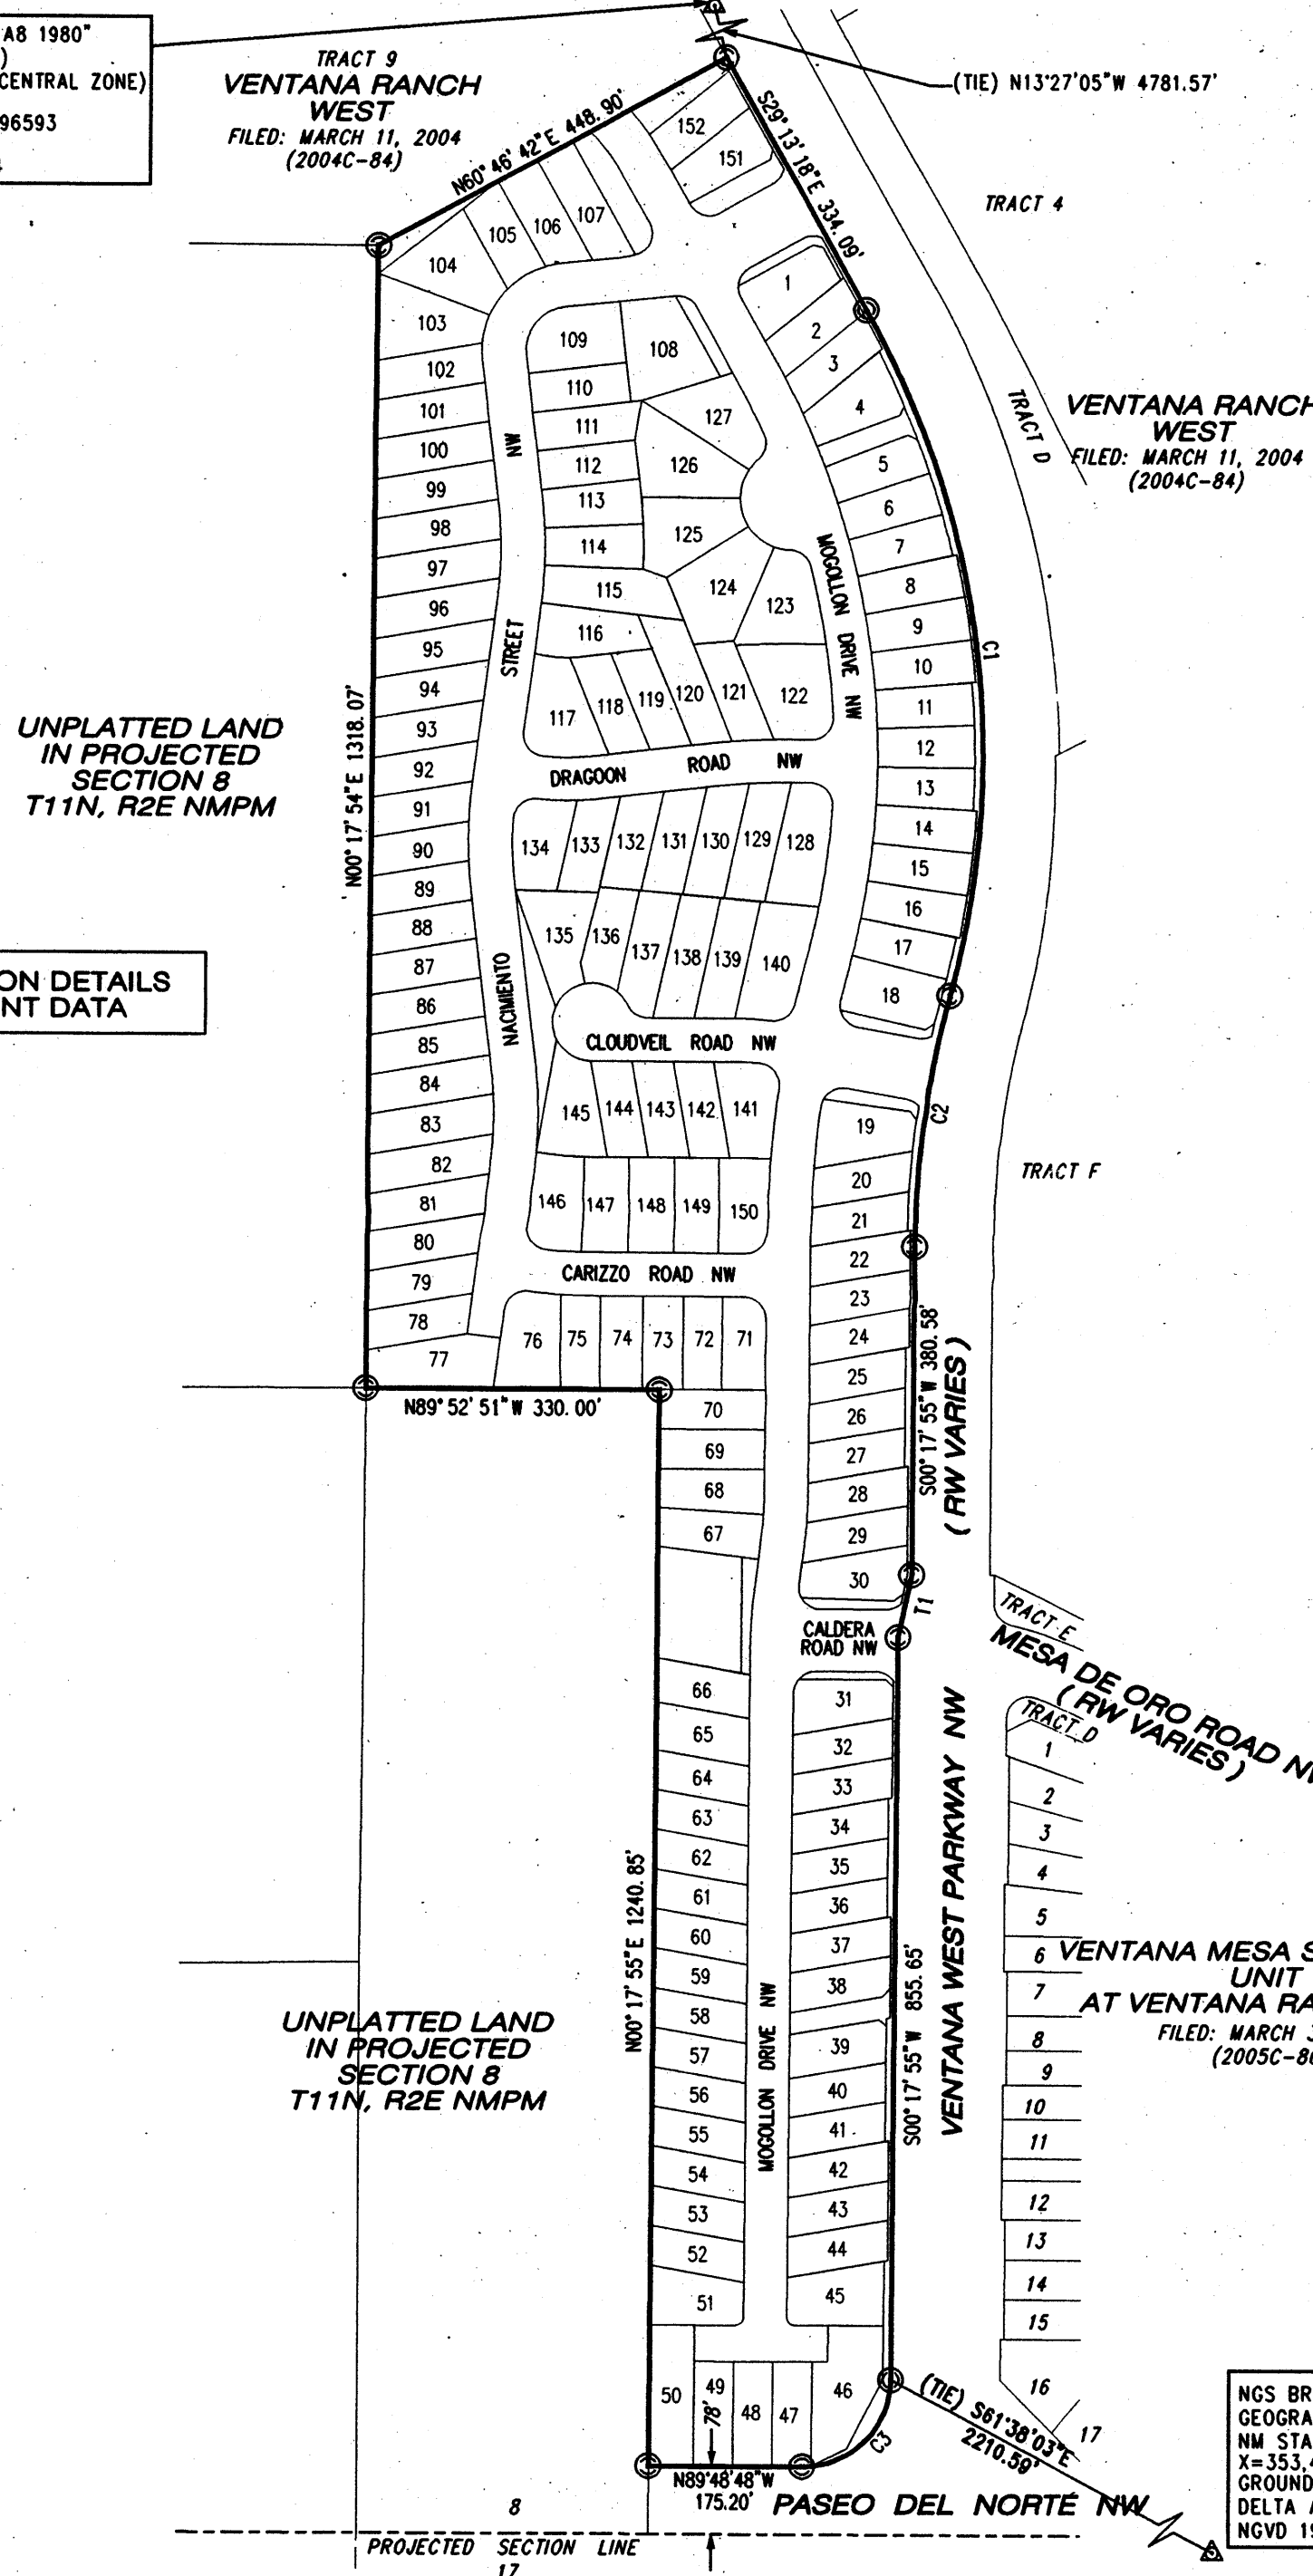 A8 1980"
)
CENTRAL ZONE)
96593
TRACT 9
VENTANA RANCH
WEST
FILED: MARCH 11, 2004
(2004C-84)
(TIE) N13°27'05"W 4781.57'
N60°46'42"E 448.90'
S29°13'18"E 334.09'
TRACT 4
152
151
107
106
105
104
103
102
101
100
99
98
97
96
95
94
93
92
91
90
89
88
87
86
85
84
83
82
81
80
79
78
77
109
108
110
111
112
113
114
115
116
127
126
125
124
123
117
118
119
120
121
122
1
2
3
4
5
6
7
8
9
10
11
12
13
14
15
16
17
18
TRACT D
VENTANA RANCH
WEST
FILED: MARCH 11, 2004
(2004C-84)
C1
MOGOLLON DRIVE NW
NACIMIENTO STREET NW
UNPLATTED LAND
IN PROJECTED
SECTION 8
T11N, R2E NMPM
N00°17'54"E 1318.07'
DRAGOON ROAD NW
134
133
132
131
130
129
128
135
136
137
138
139
140
ON DETAILS
NT DATA
CLOUDVEIL ROAD NW
145
144
143
142
141
146
147
148
149
150
C2
TRACT F
19
20
21
22
23
24
25
26
27
28
29
30
CARIZZO ROAD NW
76
75
74
73
72
71
N89°52'51"W 330.00'
70
69
68
67
S00°17'55"W 380.58'
(RW VARIES)
T1
CALDERA
ROAD NW
TRACT E
MESA DE ORO ROAD NW
(RW VARIES)
TRACT D
66
65
64
63
62
61
60
59
58
57
56
55
54
53
52
51
31
32
33
34
35
36
37
38
39
40
41
42
43
44
45
N00°17'55"E 1240.85'
MOGOLLON DRIVE NW
S00°17'55"W 855.65'
VENTANA WEST PARKWAY NW
1
2
3
4
5
6
7
8
9
10
11
12
13
14
15
16
17
VENTANA MESA S
UNIT
AT VENTANA RA
FILED: MARCH 3
(2005C-8
UNPLATTED LAND
IN PROJECTED
SECTION 8
T11N, R2E NMPM
50
49
48
47
46
78'
C3
(TIE) S61°38'03"E
2210.59'
N89°48'48"W
175.20'
PASEO DEL NORTE NW
8
PROJECTED SECTION LINE
17
NGS BR
GEOGRA
NM STA
X=353,4
GROUND
DELTA
NGVD 19